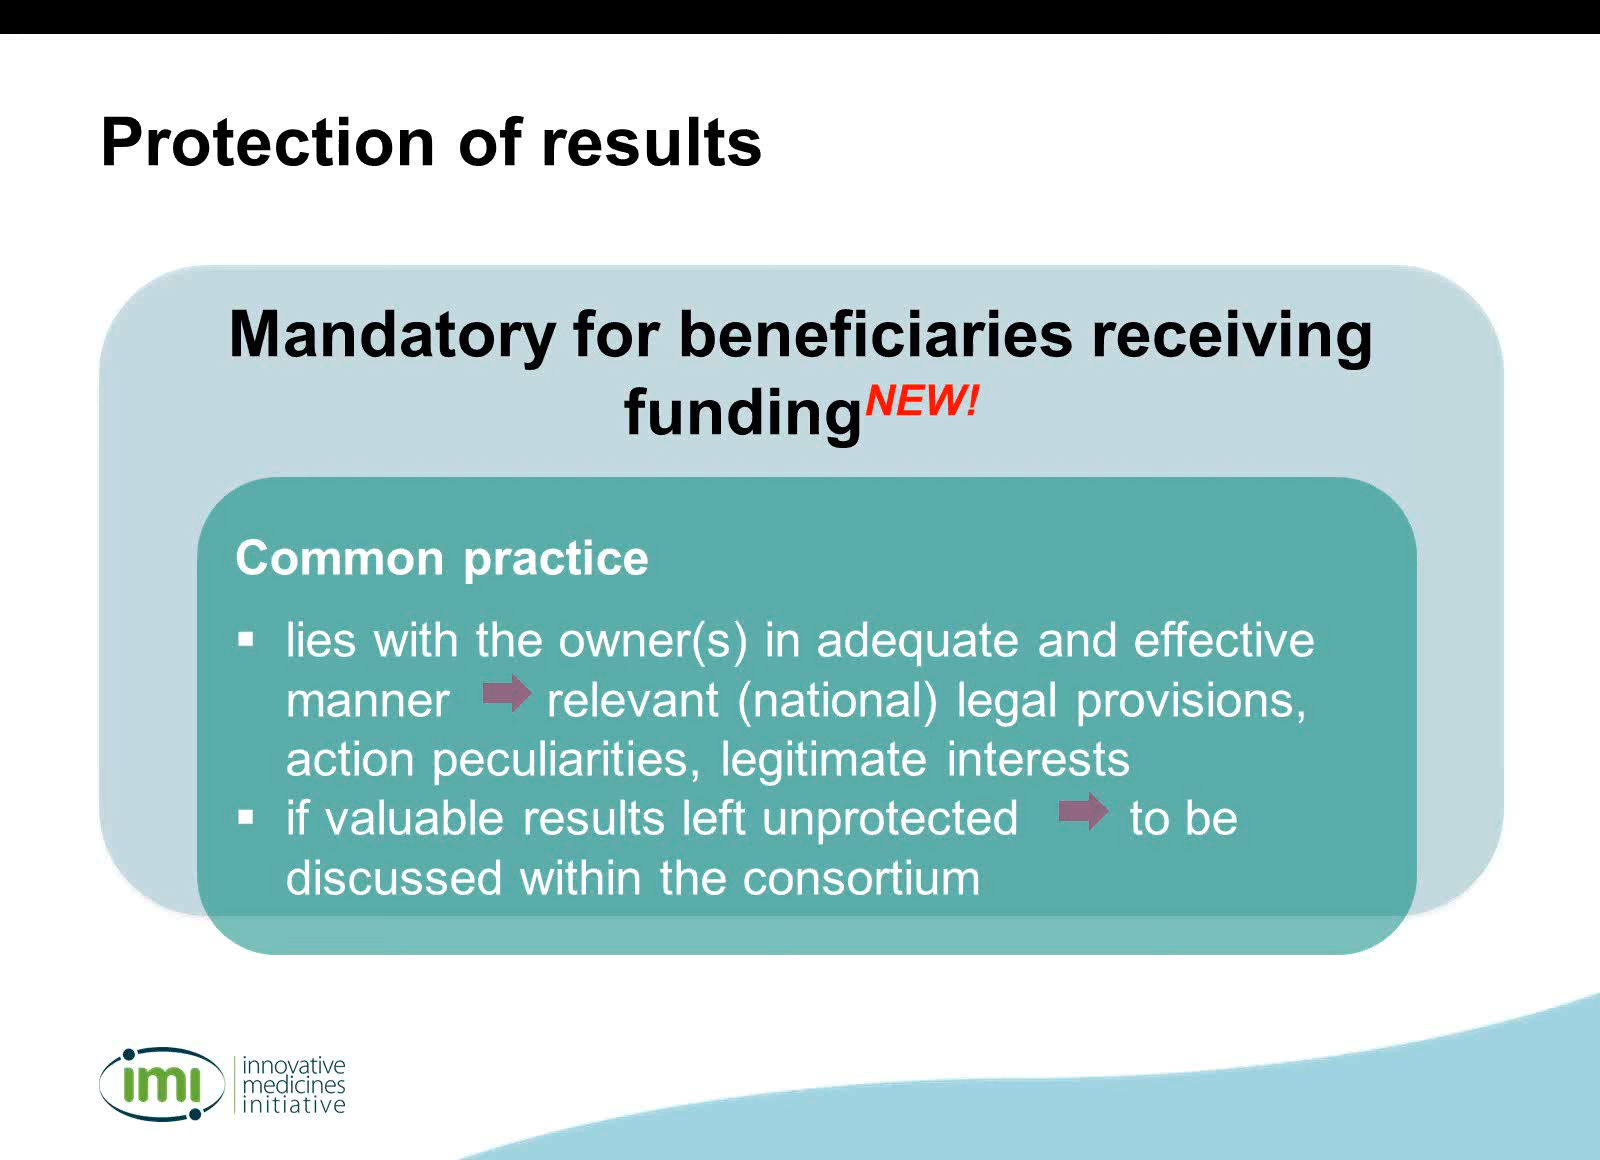 Protection of results
Mandatory for beneficiaries receiving
funding NEW!
Common practice
▪ lies with the owner(s) in adequate and effective
manner ➡ relevant (national) legal provisions,
action peculiarities, legitimate interests
▪ if valuable results left unprotected ➡ to be
discussed within the consortium
imi
innovative
medicines
initiative